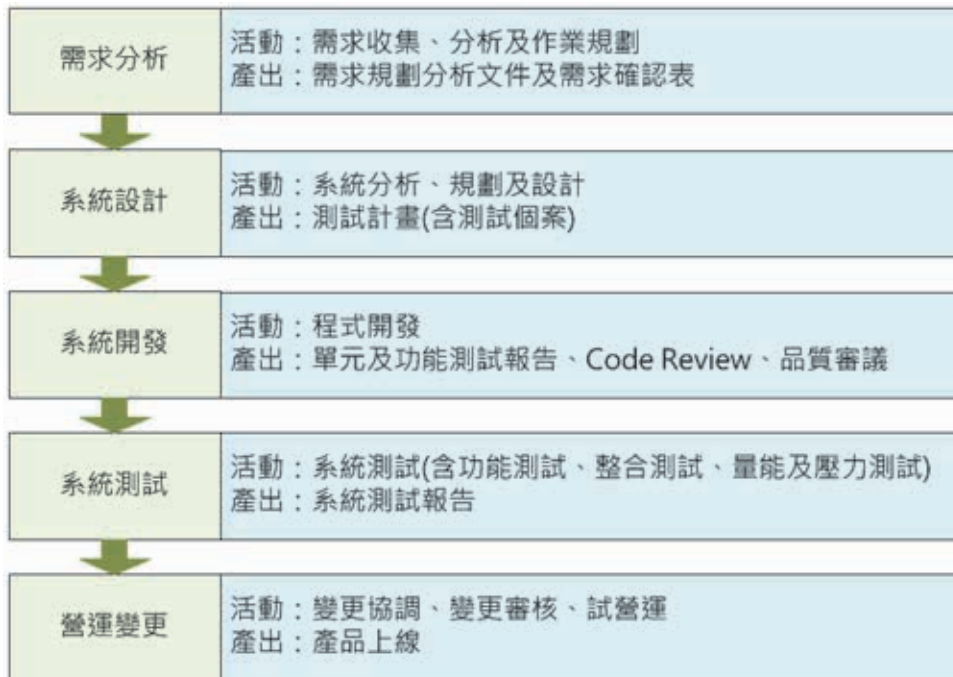 需求分析
活動：需求收集、分析及作業規劃
產出：需求規劃分析文件及需求確認表
系統設計
活動：系統分析、規劃及設計
產出：測試計畫(含測試個案)
系統開發
活動：程式開發
產出：單元及功能測試報告、Code Review、品質審議
系統測試
活動：系統測試(含功能測試、整合測試、量能及壓力測試)
產出：系統測試報告
營運變更
活動：變更協調、變更審核、試營運
產出：產品上線